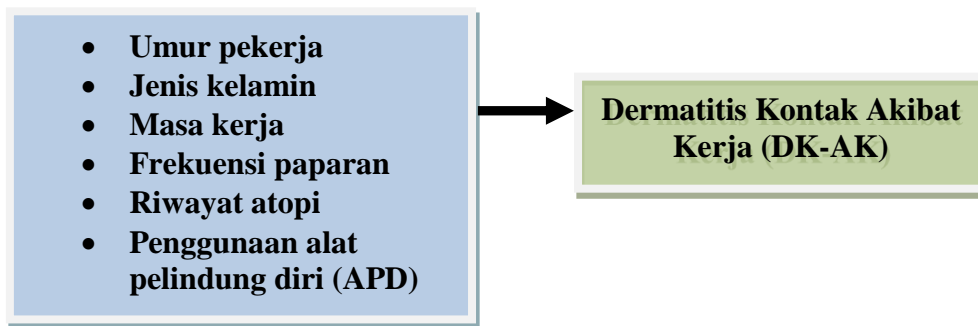 • Umur pekerja
• Jenis kelamin
• Masa kerja
• Frekuensi paparan
• Riwayat atopi
• Penggunaan alat
pelindung diri (APD)
Dermatitis Kontak Akibat
Kerja (DK-AK)